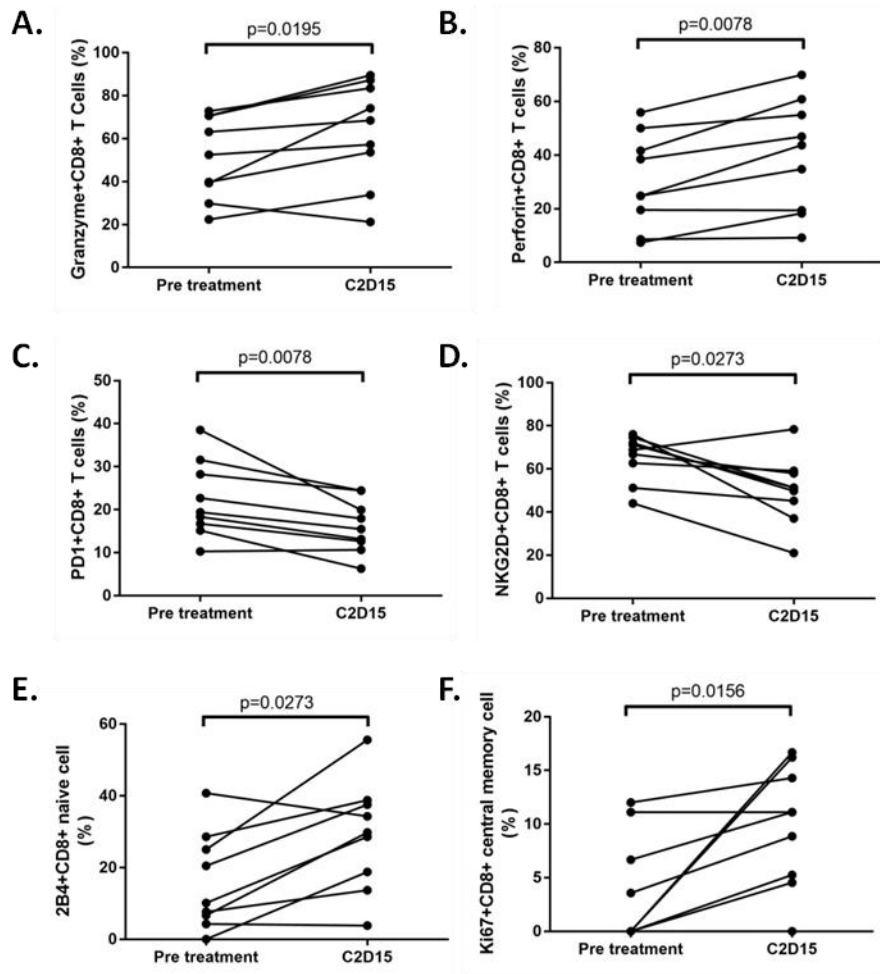 A.
p=0.0195
Granzyme+CD8+ T Cells (%)
100
80
60
40
20
0
Pre treatment
C2D15
B.
p=0.0078
Perforin+CD8+ T cells (%)
80
60
40
20
0
Pre treatment
C2D15
C.
p=0.0078
PD1+CD8+ T cells (%)
50
40
30
20
10
0
Pre treatment
C2D15
D.
p=0.0273
NKG2D+CD8+ T cells (%)
100
80
60
40
20
0
Pre treatment
C2D15
E.
p=0.0273
2B4+CD8+ naive cell
(%)
60
40
20
0
Pre treatment
C2D15
F.
p=0.0156
Ki67+CD8+ central memory cell
(%)
20
15
10
5
0
Pre treatment
C2D15